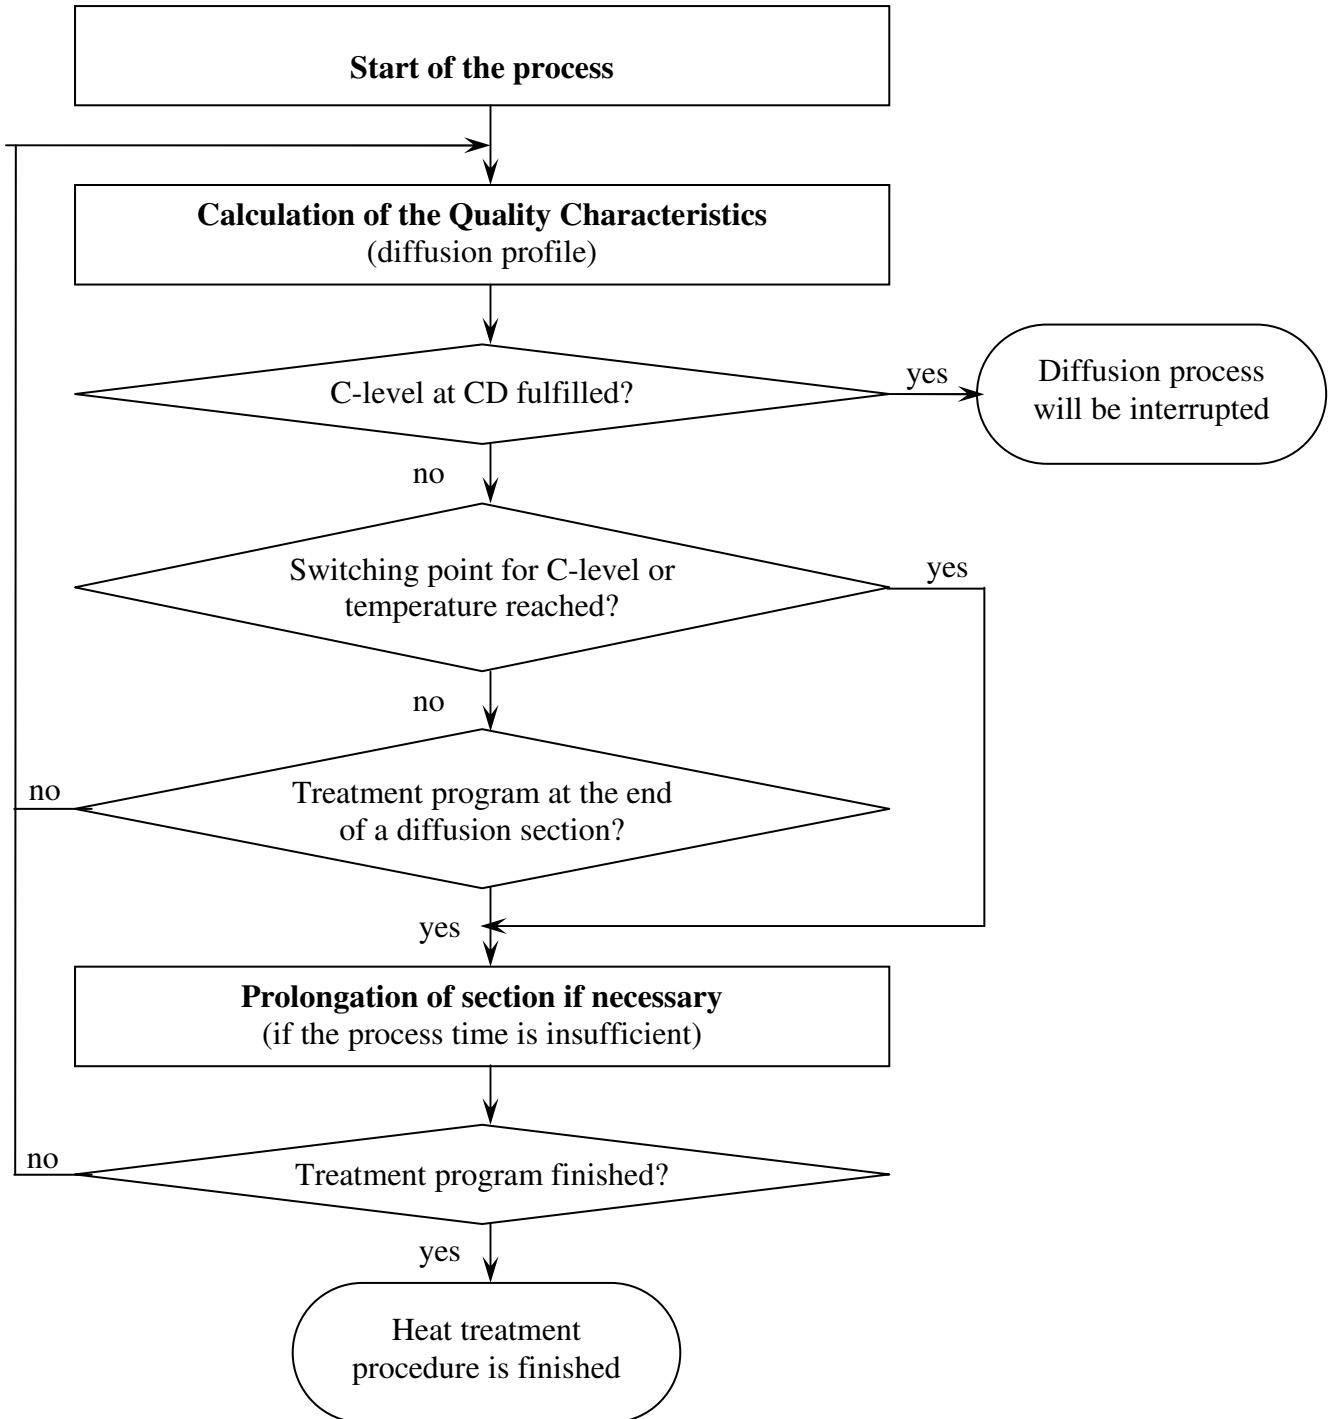 Start of the process
Calculation of the Quality Characteristics
(diffusion profile)
C-level at CD fulfilled?
yes
Diffusion process
will be interrupted
no
Switching point for C-level or
temperature reached?
yes
no
Treatment program at the end
of a diffusion section?
no
yes
Prolongation of section if necessary
(if the process time is insufficient)
Treatment program finished?
no
yes
Heat treatment
procedure is finished